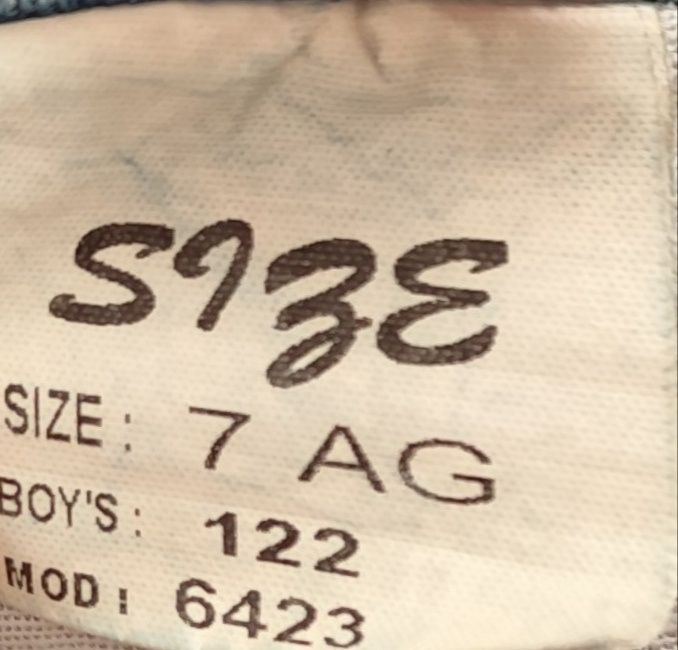 SIZE
SIZE : 7 AG
BOY'S : 122
MOD : 6423